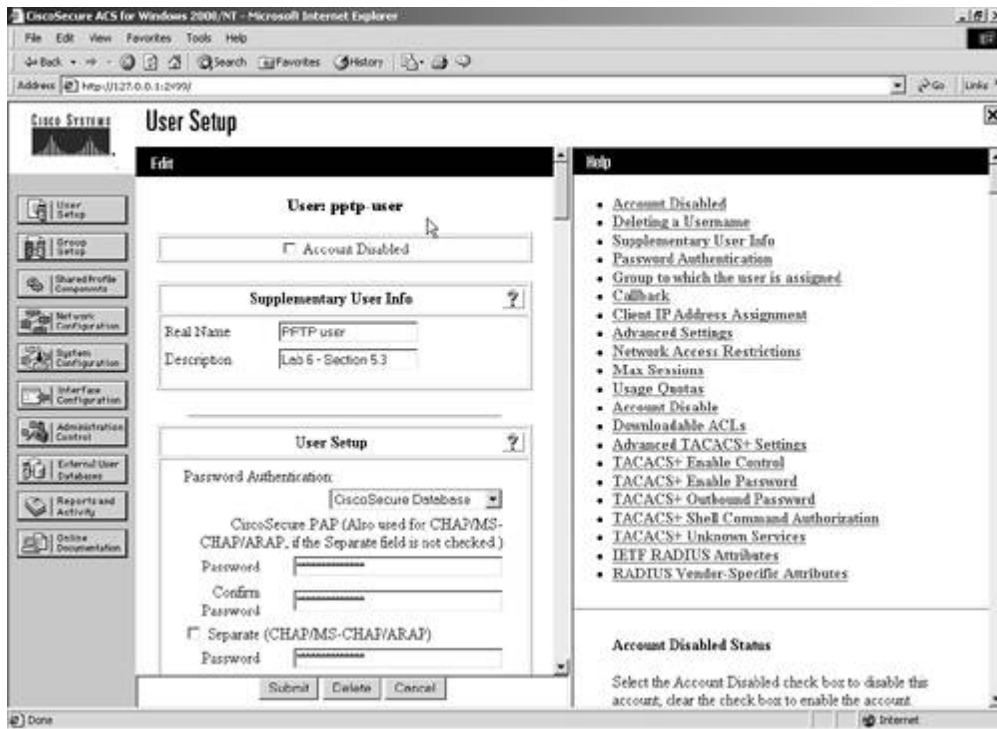 CiscoSecure ACS for Windows 2000/NT - Microsoft Internet Explorer
File Edit View Favorites Tools Help
Back Search Favorites History
Address http://127.0.0.1:2499/ Go Links
CISCO SYSTEMS
User Setup
Edit
User Setup
Group Setup
Shared Profile Components
Network Configuration
System Configuration
Interface Configuration
Administration Control
External User Databases
Reports and Activity
Online Documentation
User: pptp-user
Account Disabled
Supplementary User Info ?
Real Name PPTP user
Description Lab 6 - Section 5.3
User Setup ?
Password Authentication:
CiscoSecure Database
CiscoSecure PAP (Also used for CHAP/MS-
CHAP/ARAP, if the Separate field is not checked.)
Password
Confirm
Password
Separate (CHAP/MS-CHAP/ARAP)
Password
Submit Delete Cancel
Help
Account Disabled
Deleting a Username
Supplementary User Info
Password Authentication
Group to which the user is assigned
Callback
Client IP Address Assignment
Advanced Settings
Network Access Restrictions
Max Sessions
Usage Quotas
Account Disable
Downloadable ACLs
Advanced TACACS+ Settings
TACACS+ Enable Control
TACACS+ Enable Password
TACACS+ Outbound Password
TACACS+ Shell Command Authorization
TACACS+ Unknown Services
IETF RADIUS Attributes
RADIUS Vender-Specific Attributes
Account Disabled Status
Select the Account Disabled check box to disable this
account, clear the check box to enable the account.
Done
Internet